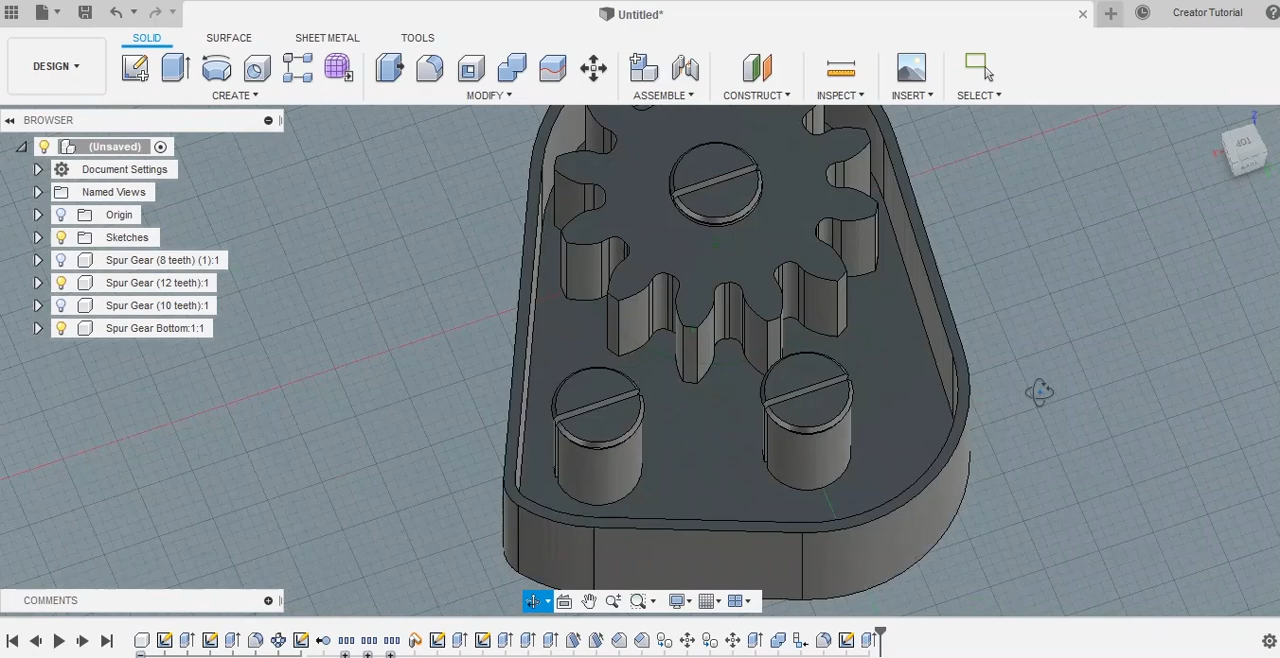 Untitled*
Creator Tutorial
DESIGN
SOLID
SURFACE
SHEET METAL
TOOLS
CREATE
MODIFY
ASSEMBLE
CONSTRUCT
INSPECT
INSERT
SELECT
BROWSER
(Unsaved)
Document Settings
Named Views
Origin
Sketches
Spur Gear (8 teeth) (1):1
Spur Gear (12 teeth):1
Spur Gear (10 teeth):1
Spur Gear Bottom:1:1
TOP
Z
COMMENTS